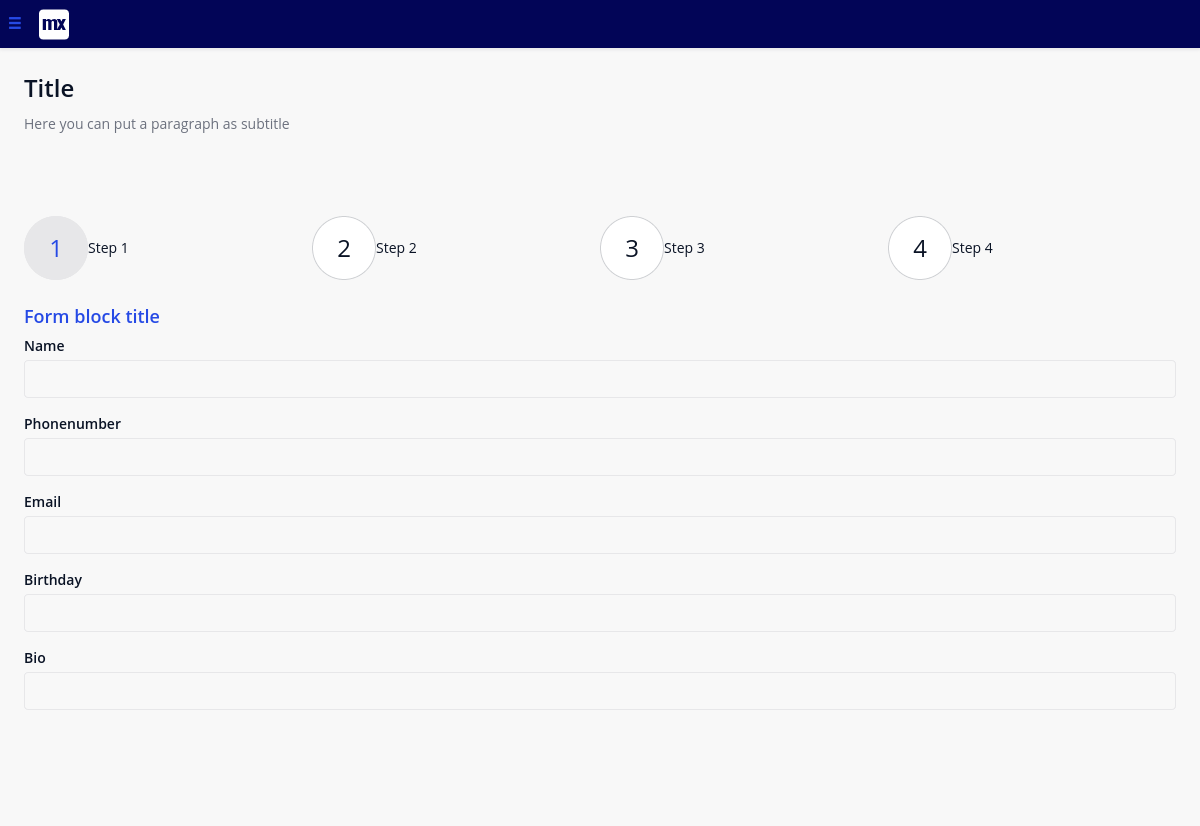 mx
Title
Here you can put a paragraph as subtitle
1 Step 1 2 Step 2 3 Step 3 4 Step 4
Form block title
Name
Phonenumber
Email
Birthday
Bio